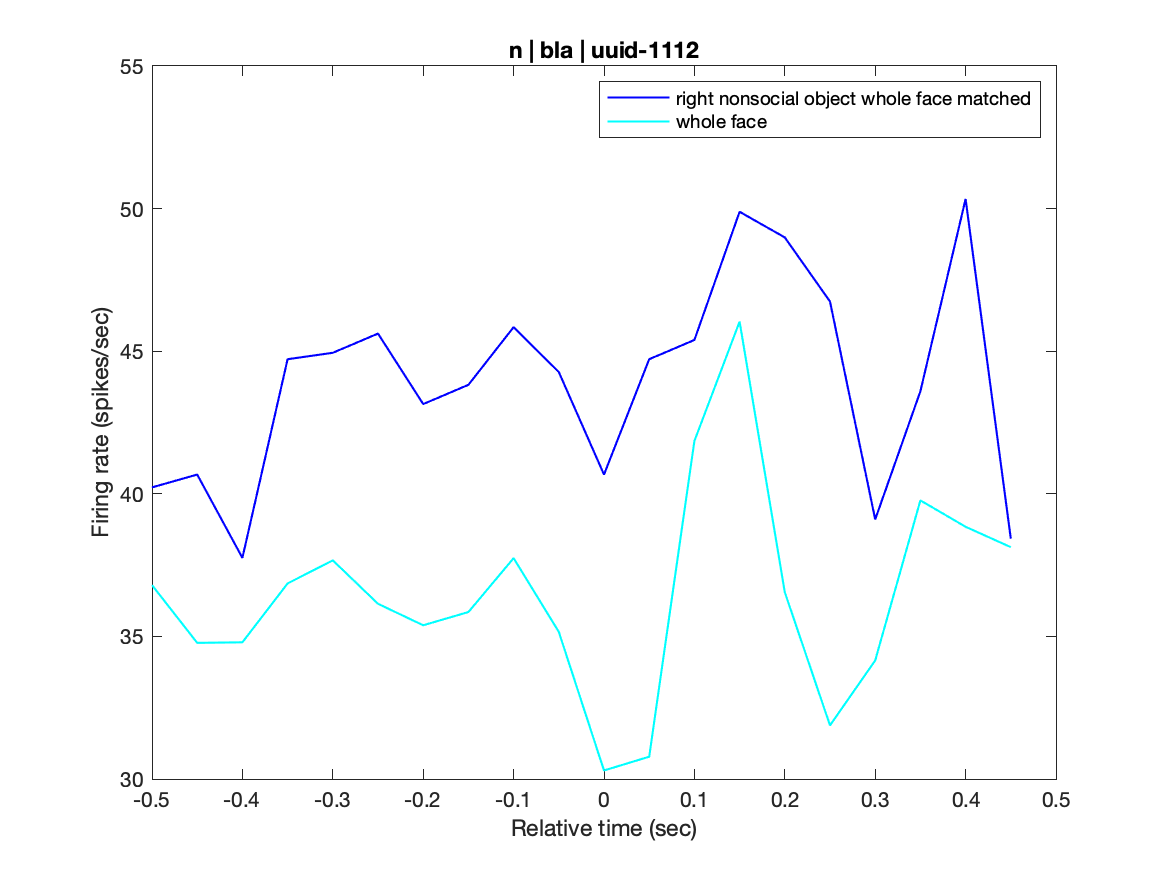 n | bla | uuid-1112
right nonsocial object whole face matched
whole face
Firing rate (spikes/sec)
55
50
45
40
35
30
-0.5 -0.4 -0.3 -0.2 -0.1 0 0.1 0.2 0.3 0.4 0.5
Relative time (sec)